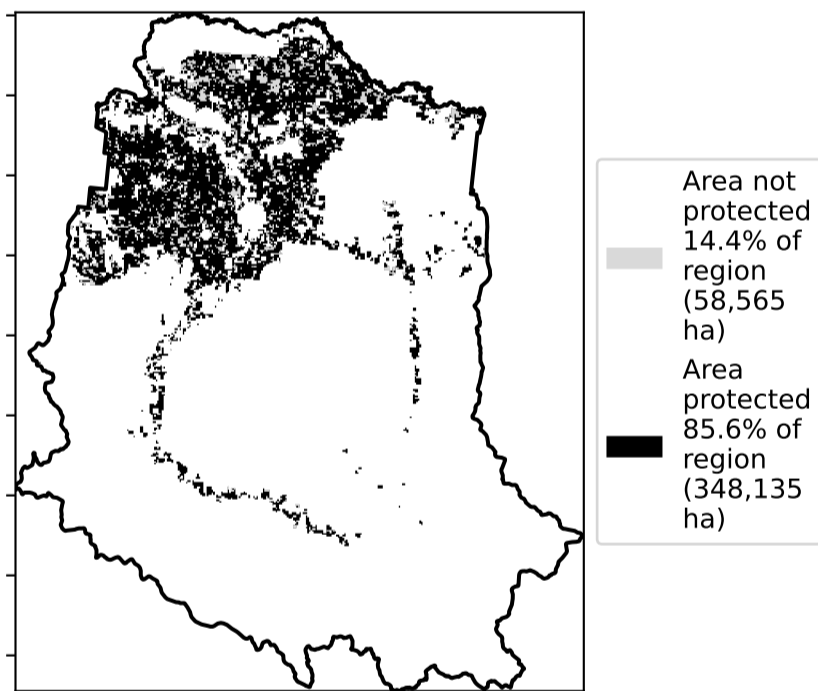 Area not
protected
14.4% of
region
(58,565
ha)
Area
protected
85.6% of
region
(348,135
ha)